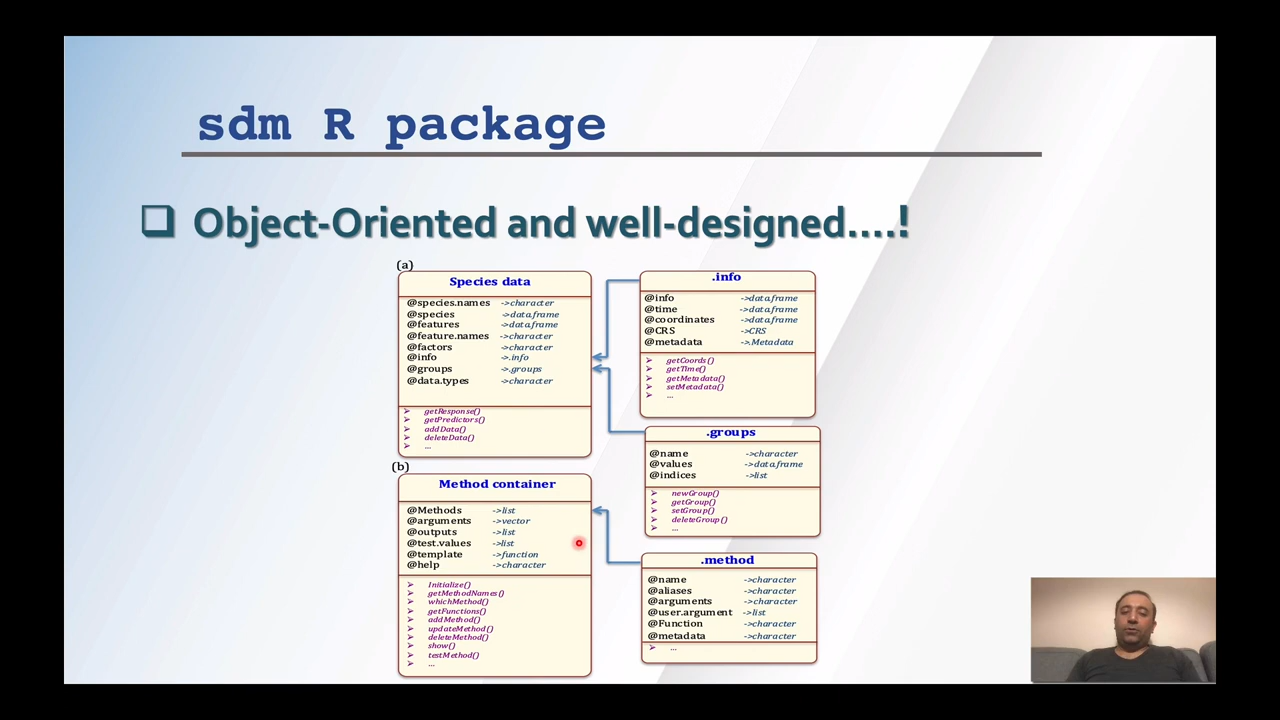 sdm R package
❑ Object-Oriented and well-designed....!
(a)
Species data
@species.names ->character
@species ->data.frame
@features ->data.frame
@feature.names ->character
@factors ->character
@info ->.info
@groups ->.groups
@data.types ->character
➢ getResponse()
➢ getPredictors()
➢ addData()
➢ deleteData()
➢ ...
.info
@info ->data.frame
@time ->data.frame
@coordinates ->data.frame
@CRS ->CRS
@metadata ->.Metadata
➢ getCoords()
➢ getTime()
➢ getMetadata()
➢ setMetadata()
➢ ...
.groups
@name ->character
@values ->data.frame
@indices ->list
➢ newGroup()
➢ getGroup()
➢ setGroup()
➢ deleteGroup()
➢ ...
(b)
Method container
@Methods ->list
@arguments ->vector
@outputs ->list
@test.values ->list
@template ->function
@help ->character
➢ Initialize()
➢ getMethodNames()
➢ whichMethod()
➢ getFunctions()
➢ addMethod()
➢ updateMethod()
➢ deleteMethod()
➢ show()
➢ testMethod()
➢ ...
.method
@name ->character
@aliases ->character
@arguments ->character
@user.argument ->list
@Function ->character
@metadata ->character
➢ ...